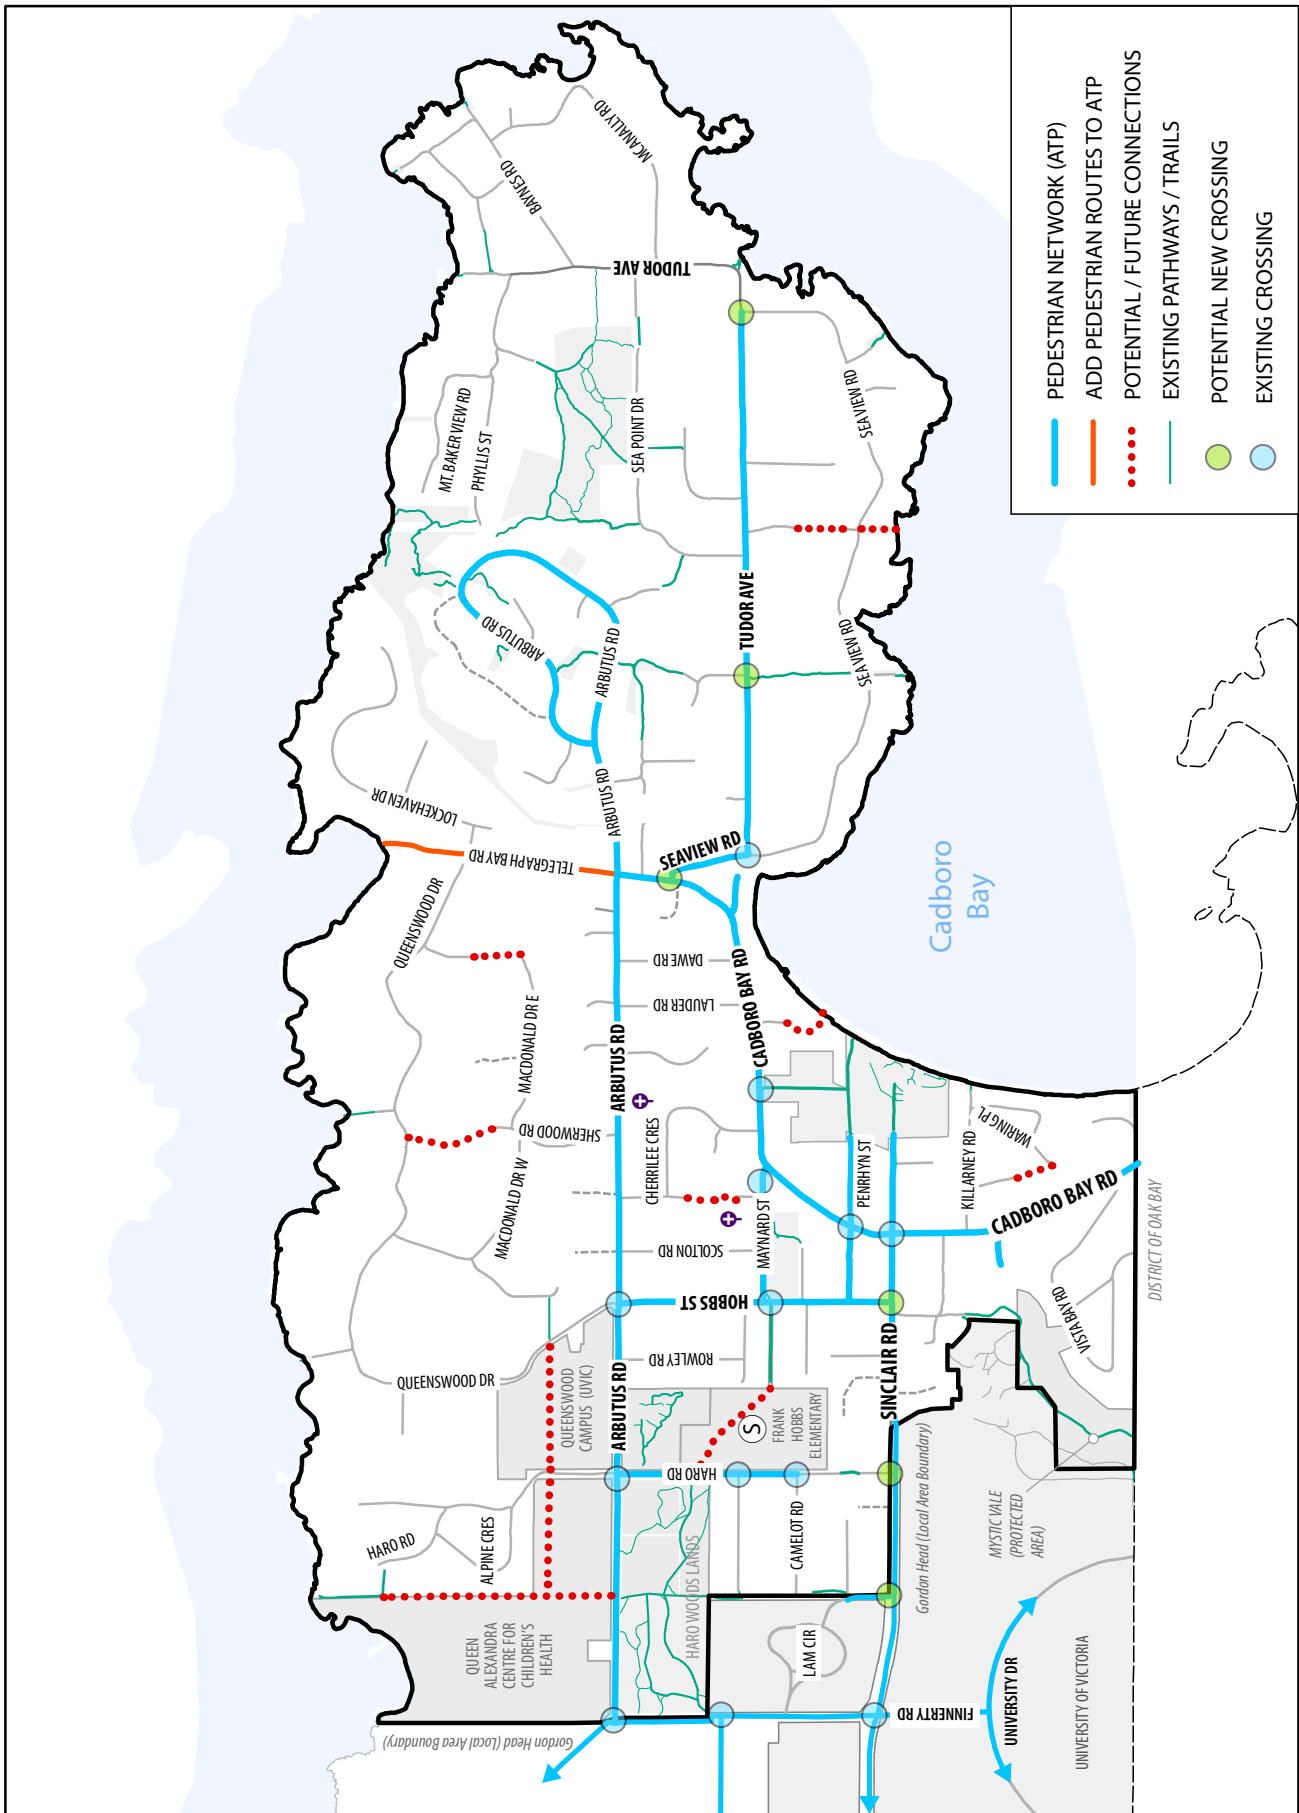 PEDESTRIAN NETWORK (ATP)
ADD PEDESTRIAN ROUTES TO ATP
POTENTIAL / FUTURE CONNECTIONS
EXISTING PATHWAYS / TRAILS
POTENTIAL NEW CROSSING
EXISTING CROSSING
MCANALLY RD
BAYNES RD
TUDOR AVE
MT. BAKER VIEW RD
PHYLLIS ST
SEA POINT DR
SEA VIEW RD
TUDOR AVE
SEA VIEW RD
ARBUTUS RD
ARBUTUS RD
ARBUTUS RD
LOCKEHAVEN DR
TELEGRAPH BAY RD
SEAVIEW RD
QUEENSWOOD DR
DAWE RD
LAUDER RD
CADBORO BAY RD
Cadboro
Bay
MACDONALD DR E
ARBUTUS RD
SHERWOOD RD
CHERRILEE CRES
MACDONALD DR W
SCOLTON RD
MAYNARD ST
PENRHYN ST
KILLARNEY RD
WARING PL
CADBORO BAY RD
DISTRICT OF OAK BAY
HOBBS ST
VISTA BAY RD
QUEENSWOOD DR
QUEENSWOOD
CAMPUS (UVIC)
ARBUTUS RD
ROWLEY RD
SINCLAIR RD
S
FRANK
HOBBS
ELEMENTARY
HARO RD
HARO RD
ALPINE CRES
CAMELOT RD
HARO WOODS LANDS
Gordon Head (Local Area Boundary)
MYSTIC VALE
(PROTECTED
AREA)
QUEEN
ALEXANDRA
CENTRE FOR
CHILDREN'S
HEALTH
LAM CIR
FINNERTY RD
UNIVERSITY DR
UNIVERSITY OF VICTORIA
Gordon Head (Local Area Boundary)